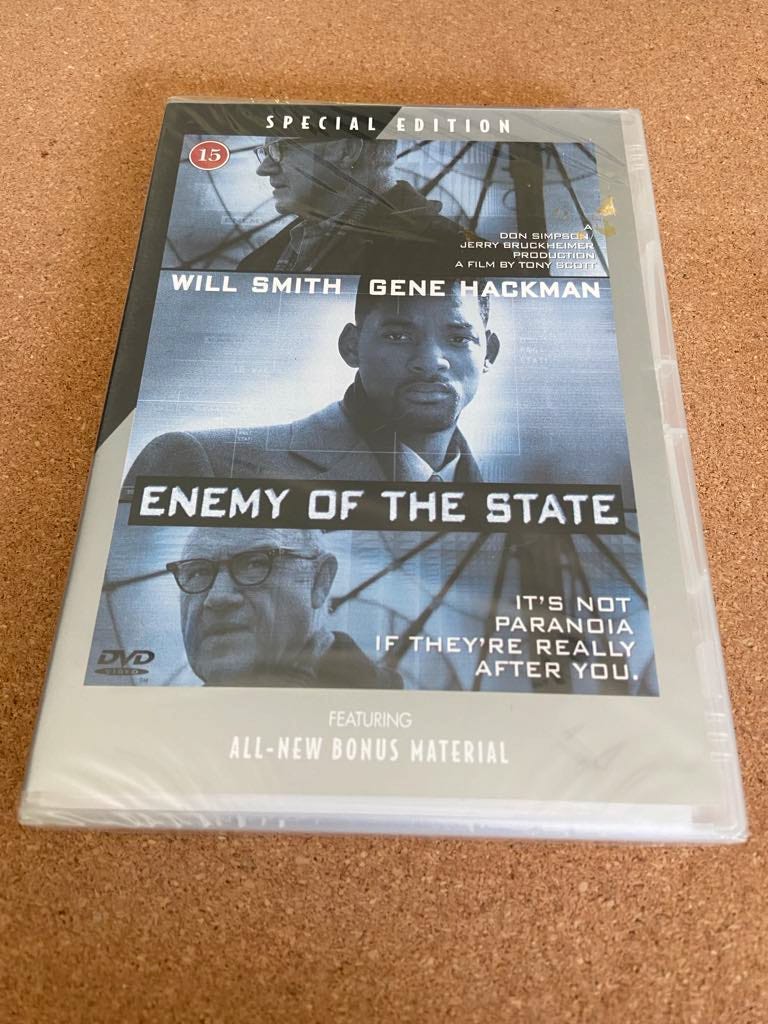 SPECIAL EDITION
15
A
DON SIMPSON/
JERRY BRUCKHEIMER
PRODUCTION
A FILM BY TONY SCOTT
WILL SMITH GENE HACKMAN
ENEMY OF THE STATE
IT'S NOT
PARANOIA
IF THEY'RE REALLY
AFTER YOU.
DVD
VIDEO
FEATURING
ALL-NEW BONUS MATERIAL